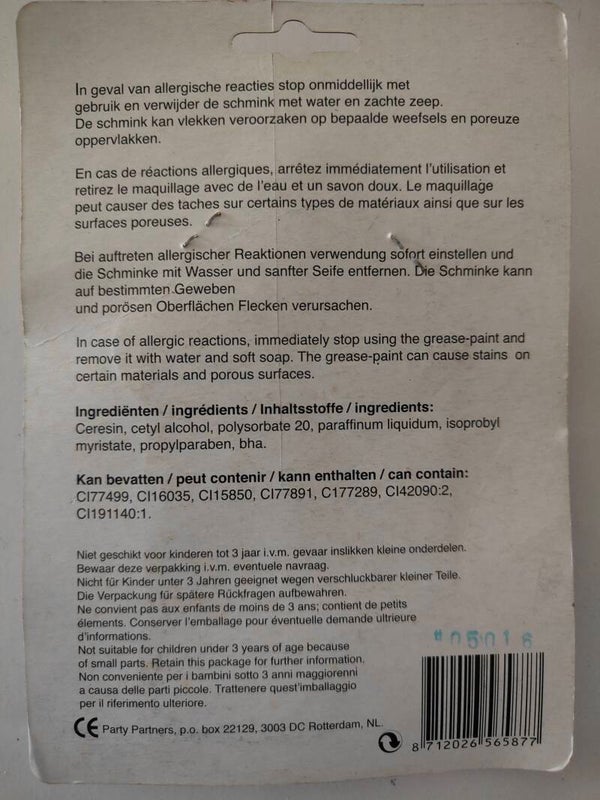 In geval van allergische reacties stop onmiddellijk met
gebruik en verwijder de schmink met water en zachte zeep.
De schmink kan vlekken veroorzaken op bepaalde weefsels en poreuze
oppervlakken.
En cas de réactions allergiques, arrêtez immédiatement l'utilisation et
retirez le maquillage avec de l'eau et un savon doux. Le maquillage
peut causer des taches sur certains types de matériaux ainsi que sur les
surfaces poreuses.
Bei auftreten allergischer Reaktionen verwendung sofort einstellen und
die Schminke mit Wasser und sanfter Seife entfernen. Die Schminke kann
auf bestimmten Geweben
und porösen Oberflächen Flecken verursachen.
In case of allergic reactions, immediately stop using the grease-paint and
remove it with water and soft soap. The grease-paint can cause stains on
certain materials and porous surfaces.
Ingrediënten / ingrédients / Inhaltsstoffe / ingredients:
Ceresin, cetyl alcohol, polysorbate 20, paraffinum liquidum, isoprobyl
myristate, propylparaben, bha.
Kan bevatten / peut contenir / kann enthalten / can contain:
CI77499, CI16035, CI15850, CI77891, C177289, CI42090:2,
CI191140:1.
Niet geschikt voor kinderen tot 3 jaar i.v.m. gevaar inslikken kleine onderdelen.
Bewaar deze verpakking i.v.m. eventuele navraag.
Nicht für Kinder unter 3 Jahren geeignet wegen verschluckbarer kleiner Teile.
Die Verpackung für spätere Rückfragen aufbewahren.
Ne convient pas aux enfants de moins de 3 ans; contient de petits
élements. Conserver l'emballage pour éventuelle demande ultrieure
d'informations.
Not suitable for children under 3 years of age because
of small parts. Retain this package for further information.
Non conveniente per i bambini sotto 3 anni maggiorenni
a causa delle parti piccole. Trattenere quest'imballaggio
per il riferimento ulteriore.
#05016
CE Party Partners, p.o. box 22129, 3003 DC Rotterdam, NL.
8 712026 565877